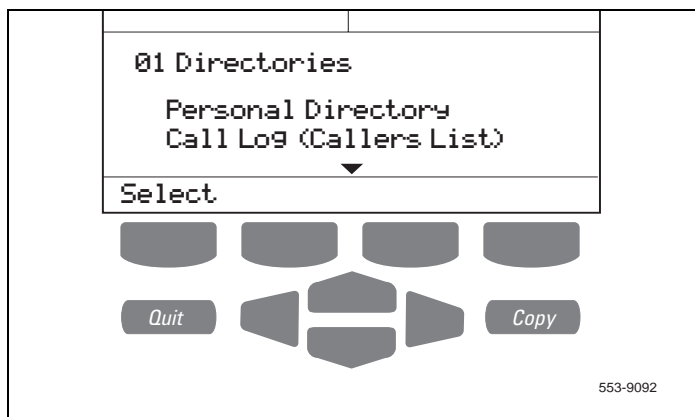 01 Directories
Personal Directory
Call Log (Callers List)
Select
Quit
Copy
553-9092